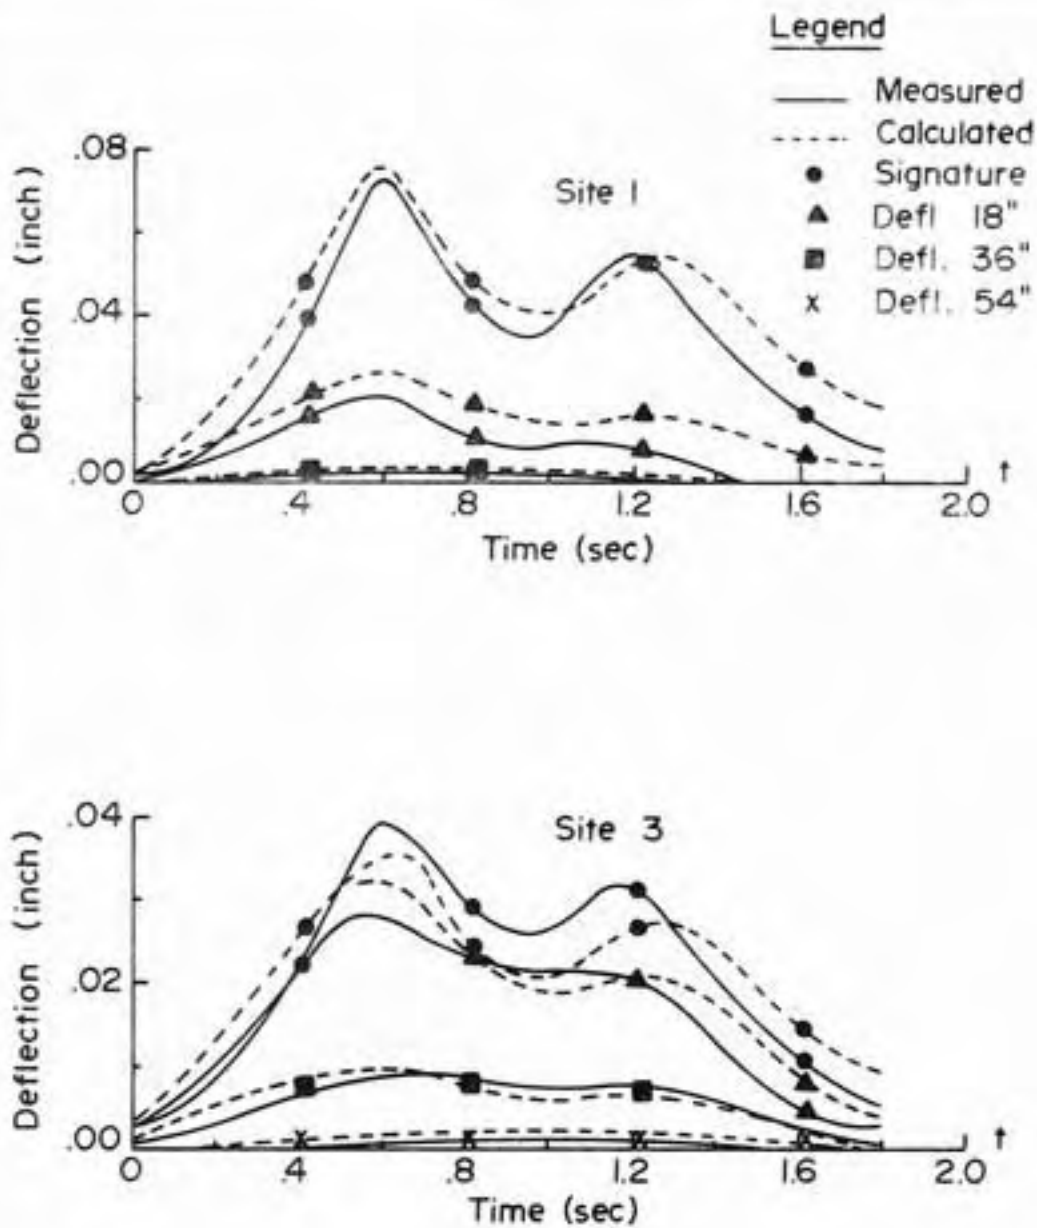 Legend
Measured
Calculated
Signature
Defl 18"
Defl. 36"
Defl. 54"
Site 1
Deflection (inch)
.08
.04
.00
0 .4 .8 1.2 1.6 2.0 t
Time (sec)
Site 3
Deflection (inch)
.04
.02
.00
0 .4 .8 1.2 1.6 2.0 t
Time (sec)